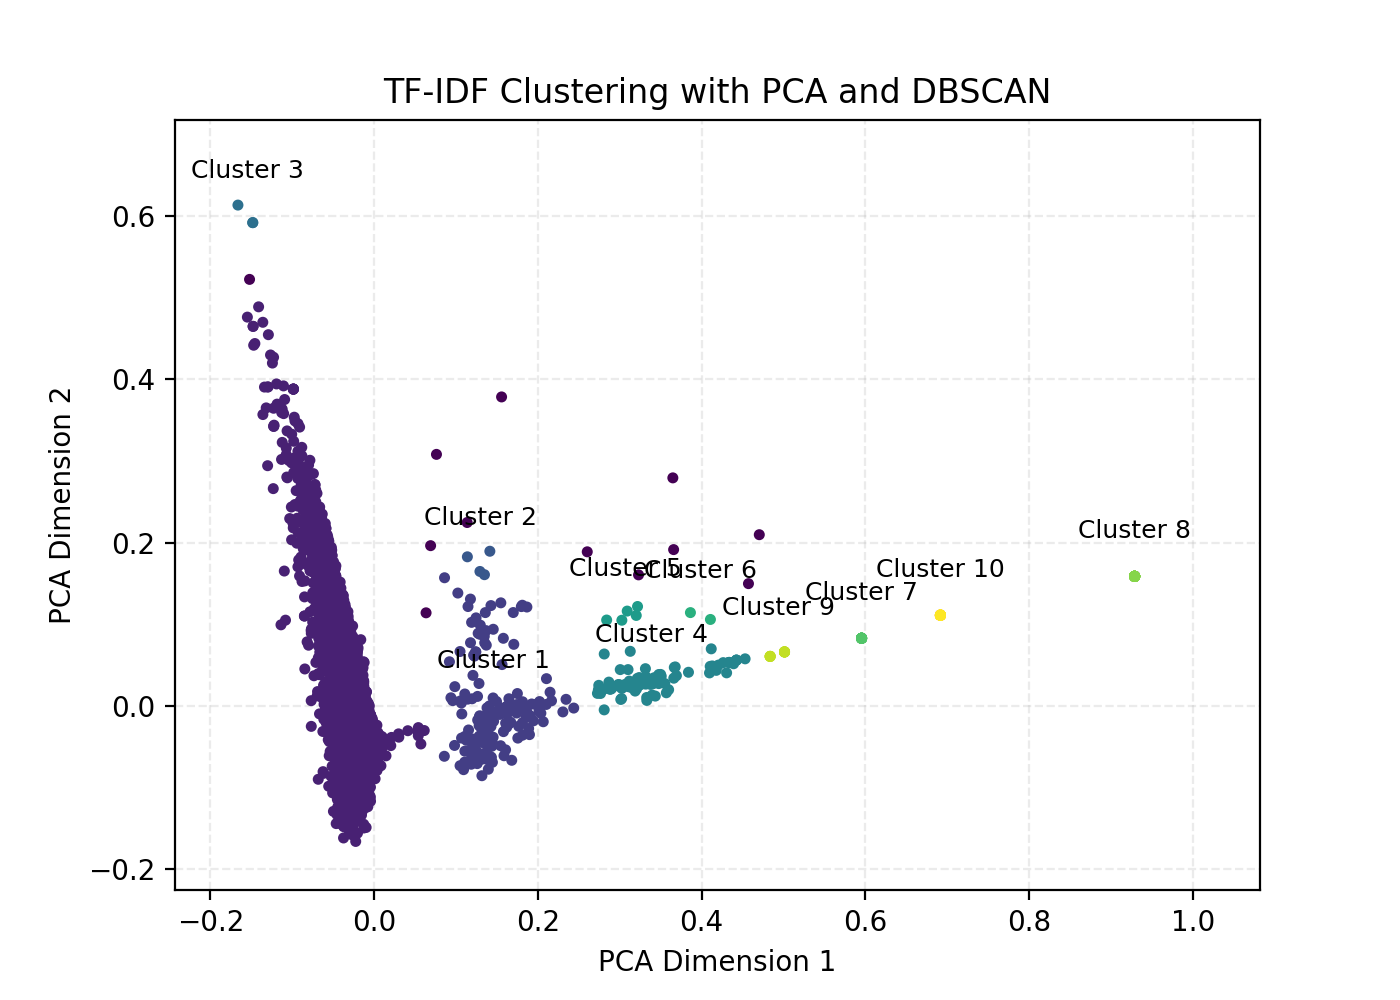 TF-IDF Clustering with PCA and DBSCAN
Cluster 3
0.6
0.4
Cluster 2
Cluster 8
0.2
Cluster 5
Cluster 6
Cluster 10
Cluster 7
Cluster 9
Cluster 4
Cluster 1
0.0
−0.2
PCA Dimension 2
−0.2 0.0 0.2 0.4 0.6 0.8 1.0
PCA Dimension 1